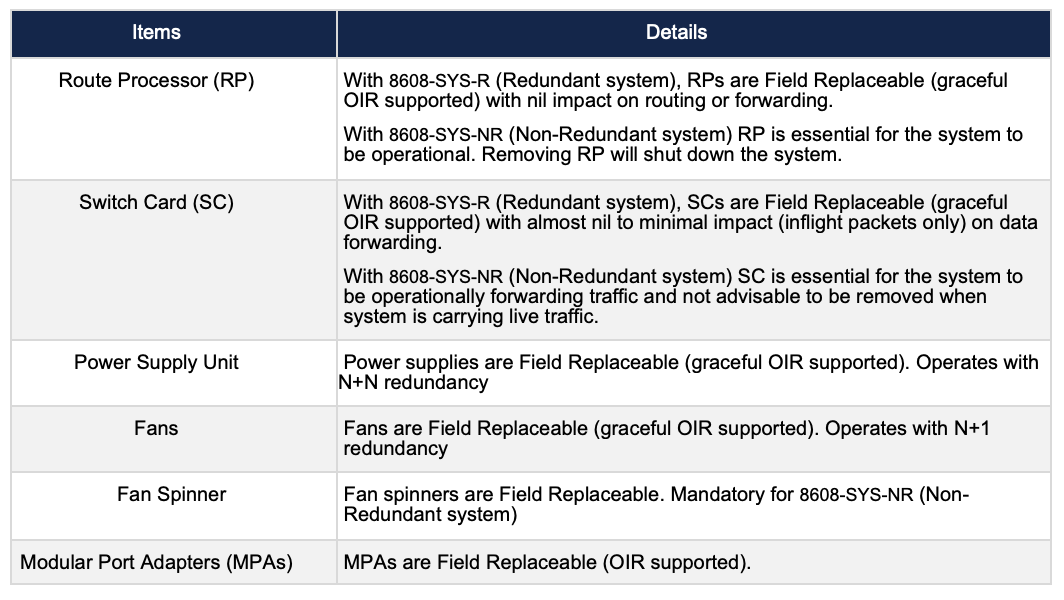 Items
Details
Route Processor (RP)
With 8608-SYS-R (Redundant system), RPs are Field Replaceable (graceful
OIR supported) with nil impact on routing or forwarding.
With 8608-SYS-NR (Non-Redundant system) RP is essential for the system to
be operational. Removing RP will shut down the system.
Switch Card (SC)
With 8608-SYS-R (Redundant system), SCs are Field Replaceable (graceful
OIR supported) with almost nil to minimal impact (inflight packets only) on data
forwarding.
With 8608-SYS-NR (Non-Redundant system) SC is essential for the system to
be operationally forwarding traffic and not advisable to be removed when
system is carrying live traffic.
Power Supply Unit
Power supplies are Field Replaceable (graceful OIR supported). Operates with
N+N redundancy
Fans
Fans are Field Replaceable (graceful OIR supported). Operates with N+1
redundancy
Fan Spinner
Fan spinners are Field Replaceable. Mandatory for 8608-SYS-NR (Non-
Redundant system)
Modular Port Adapters (MPAs)
MPAs are Field Replaceable (OIR supported).